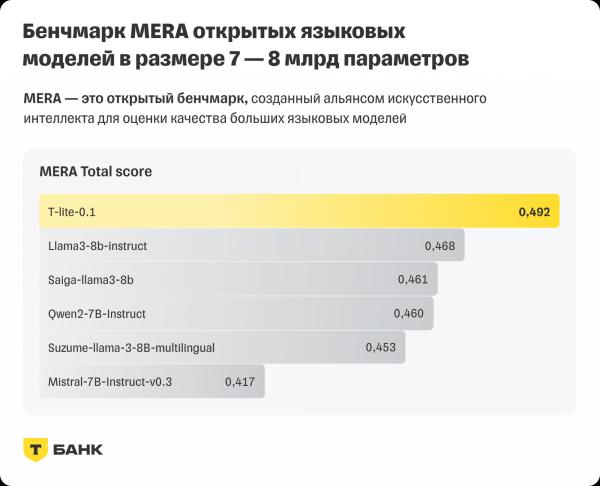 Бенчмарк MERA открытых языковых
моделей в размере 7 — 8 млрд параметров
MERA — это открытый бенчмарк, созданный альянсом искусственного
интеллекта для оценки качества больших языковых моделей
MERA Total score
T-lite-0.1 0,492
Llama3-8b-instruct 0,468
Saiga-llama3-8b 0,461
Qwen2-7B-Instruct 0,460
Suzume-llama-3-8B-multilingual 0,453
Mistral-7B-Instruct-v0.3 0,417
Т БАНК